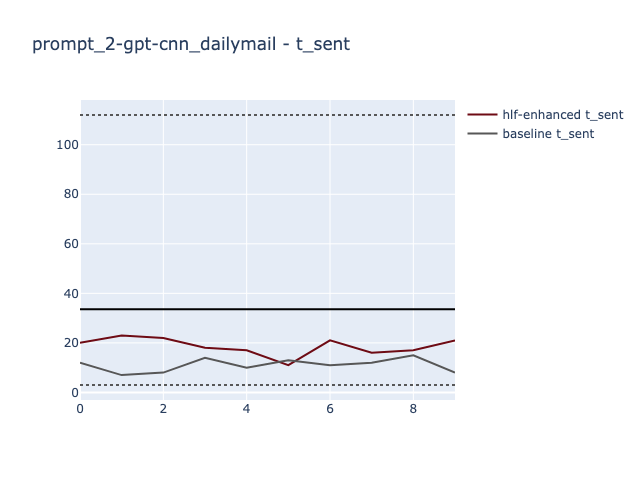 prompt_2-gpt-cnn_dailymail - t_sent
hlf-enhanced t_sent
baseline t_sent
100
80
60
40
20
0
0 2 4 6 8